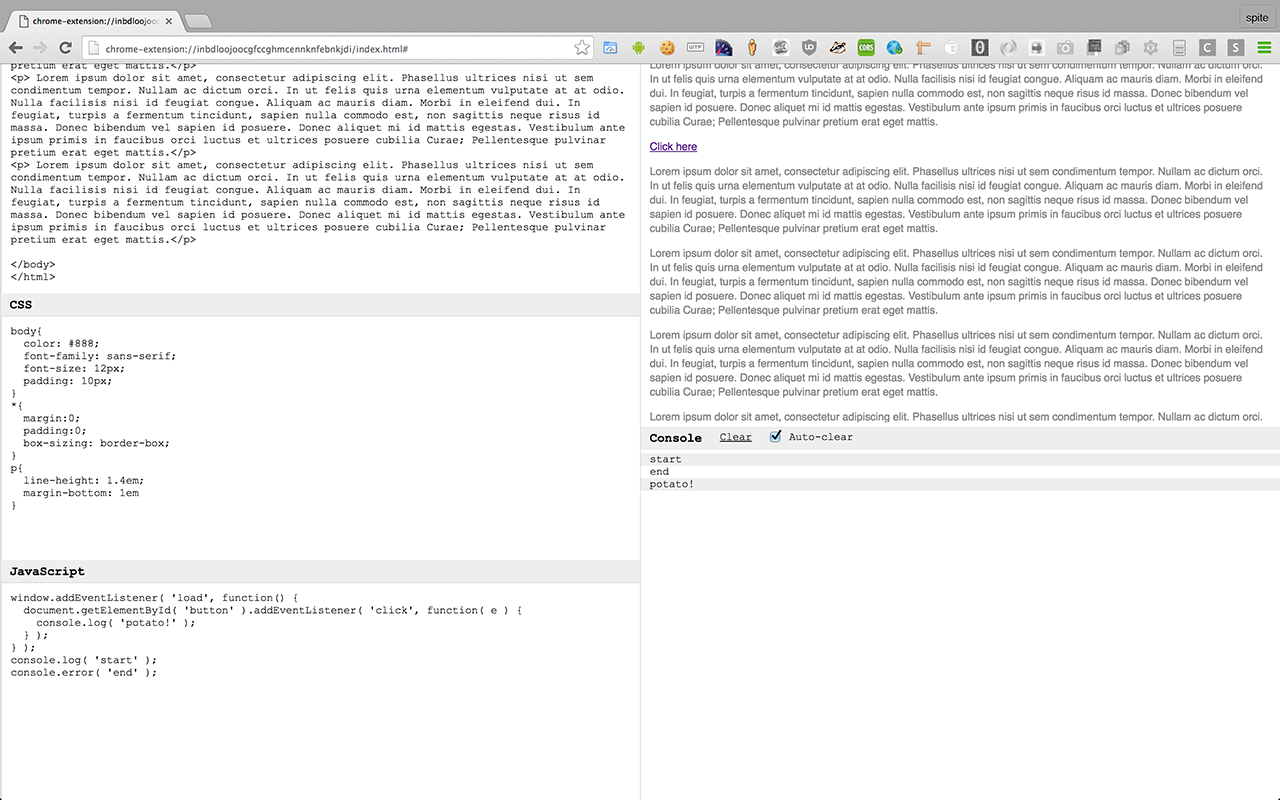 chrome-extension://inbdloojooc
spite
chrome-extension://inbdloojoocgfccghmcennknfebnkjdi/index.html#
pretium erat eget mattis.</p>
<p> Lorem ipsum dolor sit amet, consectetur adipiscing elit. Phasellus ultrices nisi ut sem
condimentum tempor. Nullam ac dictum orci. In ut felis quis urna elementum vulputate at at odio.
Nulla facilisis nisi id feugiat congue. Aliquam ac mauris diam. Morbi in eleifend dui. In
feugiat, turpis a fermentum tincidunt, sapien nulla commodo est, non sagittis neque risus id
massa. Donec bibendum vel sapien id posuere. Donec aliquet mi id mattis egestas. Vestibulum ante
ipsum primis in faucibus orci luctus et ultrices posuere cubilia Curae; Pellentesque pulvinar
pretium erat eget mattis.</p>
<p> Lorem ipsum dolor sit amet, consectetur adipiscing elit. Phasellus ultrices nisi ut sem
condimentum tempor. Nullam ac dictum orci. In ut felis quis urna elementum vulputate at at odio.
Nulla facilisis nisi id feugiat congue. Aliquam ac mauris diam. Morbi in eleifend dui. In
feugiat, turpis a fermentum tincidunt, sapien nulla commodo est, non sagittis neque risus id
massa. Donec bibendum vel sapien id posuere. Donec aliquet mi id mattis egestas. Vestibulum ante
ipsum primis in faucibus orci luctus et ultrices posuere cubilia Curae; Pellentesque pulvinar
pretium erat eget mattis.</p>
</body>
</html>
CSS
body{
color: #888;
font-family: sans-serif;
font-size: 12px;
padding: 10px;
}
*{
margin:0;
padding:0;
box-sizing: border-box;
}
p{
line-height: 1.4em;
margin-bottom: 1em
}
JavaScript
window.addEventListener( 'load', function() {
document.getElementById( 'button' ).addEventListener( 'click', function( e ) {
console.log( 'potato!' );
} );
} );
console.log( 'start' );
console.error( 'end' );
Lorem ipsum dolor sit amet, consectetur adipiscing elit. Phasellus ultrices nisi ut sem condimentum tempor. Nullam ac dictum orci.
In ut felis quis urna elementum vulputate at at odio. Nulla facilisis nisi id feugiat congue. Aliquam ac mauris diam. Morbi in eleifend
dui. In feugiat, turpis a fermentum tincidunt, sapien nulla commodo est, non sagittis neque risus id massa. Donec bibendum vel
sapien id posuere. Donec aliquet mi id mattis egestas. Vestibulum ante ipsum primis in faucibus orci luctus et ultrices posuere
cubilia Curae; Pellentesque pulvinar pretium erat eget mattis.
Click here
Lorem ipsum dolor sit amet, consectetur adipiscing elit. Phasellus ultrices nisi ut sem condimentum tempor. Nullam ac dictum orci.
In ut felis quis urna elementum vulputate at at odio. Nulla facilisis nisi id feugiat congue. Aliquam ac mauris diam. Morbi in eleifend
dui. In feugiat, turpis a fermentum tincidunt, sapien nulla commodo est, non sagittis neque risus id massa. Donec bibendum vel
sapien id posuere. Donec aliquet mi id mattis egestas. Vestibulum ante ipsum primis in faucibus orci luctus et ultrices posuere
cubilia Curae; Pellentesque pulvinar pretium erat eget mattis.
Lorem ipsum dolor sit amet, consectetur adipiscing elit. Phasellus ultrices nisi ut sem condimentum tempor. Nullam ac dictum orci.
In ut felis quis urna elementum vulputate at at odio. Nulla facilisis nisi id feugiat congue. Aliquam ac mauris diam. Morbi in eleifend
dui. In feugiat, turpis a fermentum tincidunt, sapien nulla commodo est, non sagittis neque risus id massa. Donec bibendum vel
sapien id posuere. Donec aliquet mi id mattis egestas. Vestibulum ante ipsum primis in faucibus orci luctus et ultrices posuere
cubilia Curae; Pellentesque pulvinar pretium erat eget mattis.
Lorem ipsum dolor sit amet, consectetur adipiscing elit. Phasellus ultrices nisi ut sem condimentum tempor. Nullam ac dictum orci.
In ut felis quis urna elementum vulputate at at odio. Nulla facilisis nisi id feugiat congue. Aliquam ac mauris diam. Morbi in eleifend
dui. In feugiat, turpis a fermentum tincidunt, sapien nulla commodo est, non sagittis neque risus id massa. Donec bibendum vel
sapien id posuere. Donec aliquet mi id mattis egestas. Vestibulum ante ipsum primis in faucibus orci luctus et ultrices posuere
cubilia Curae; Pellentesque pulvinar pretium erat eget mattis.
Lorem ipsum dolor sit amet, consectetur adipiscing elit. Phasellus ultrices nisi ut sem condimentum tempor. Nullam ac dictum orci.
Console Clear Auto-clear
start
end
potato!